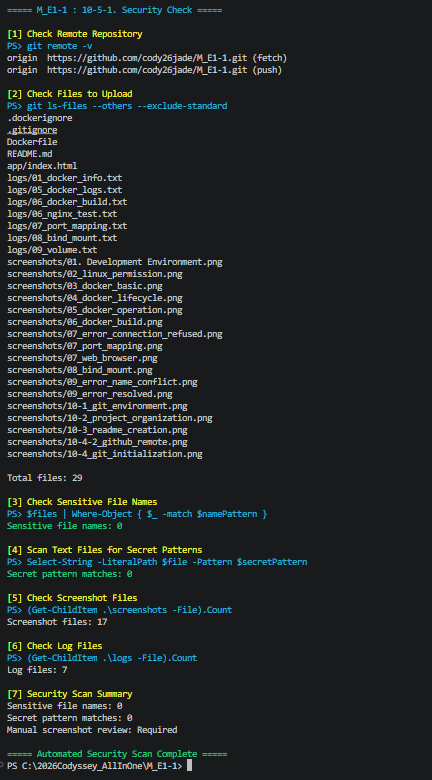 ===== M_E1-1 : 10-5-1. Security Check =====
[1] Check Remote Repository
PS> git remote -v
origin  https://github.com/cody26jade/M_E1-1.git (fetch)
origin  https://github.com/cody26jade/M_E1-1.git (push)
[2] Check Files to Upload
PS> git ls-files --others --exclude-standard
.dockerignore
.gitignore
Dockerfile
README.md
app/index.html
logs/01_docker_info.txt
logs/05_docker_logs.txt
logs/06_docker_build.txt
logs/06_nginx_test.txt
logs/07_port_mapping.txt
logs/08_bind_mount.txt
logs/09_volume.txt
screenshots/01. Development Environment.png
screenshots/02_linux_permission.png
screenshots/03_docker_basic.png
screenshots/04_docker_lifecycle.png
screenshots/05_docker_operation.png
screenshots/06_docker_build.png
screenshots/07_error_connection_refused.png
screenshots/07_port_mapping.png
screenshots/07_web_browser.png
screenshots/08_bind_mount.png
screenshots/09_error_name_conflict.png
screenshots/09_error_resolved.png
screenshots/10-1_git_environment.png
screenshots/10-2_project_organization.png
screenshots/10-3_readme_creation.png
screenshots/10-4-2_github_remote.png
screenshots/10-4_git_initialization.png
Total files: 29
[3] Check Sensitive File Names
PS> $files | Where-Object { $_ -match $namePattern }
Sensitive file names: 0
[4] Scan Text Files for Secret Patterns
PS> Select-String -LiteralPath $file -Pattern $secretPattern
Secret pattern matches: 0
[5] Check Screenshot Files
PS> (Get-ChildItem .\screenshots -File).Count
Screenshot files: 17
[6] Check Log Files
PS> (Get-ChildItem .\logs -File).Count
Log files: 7
[7] Security Scan Summary
Sensitive file names: 0
Secret pattern matches: 0
Manual screenshot review: Required
===== Automated Security Scan Complete =====
PS C:\2026Codyssey_AllInOne\M_E1-1>